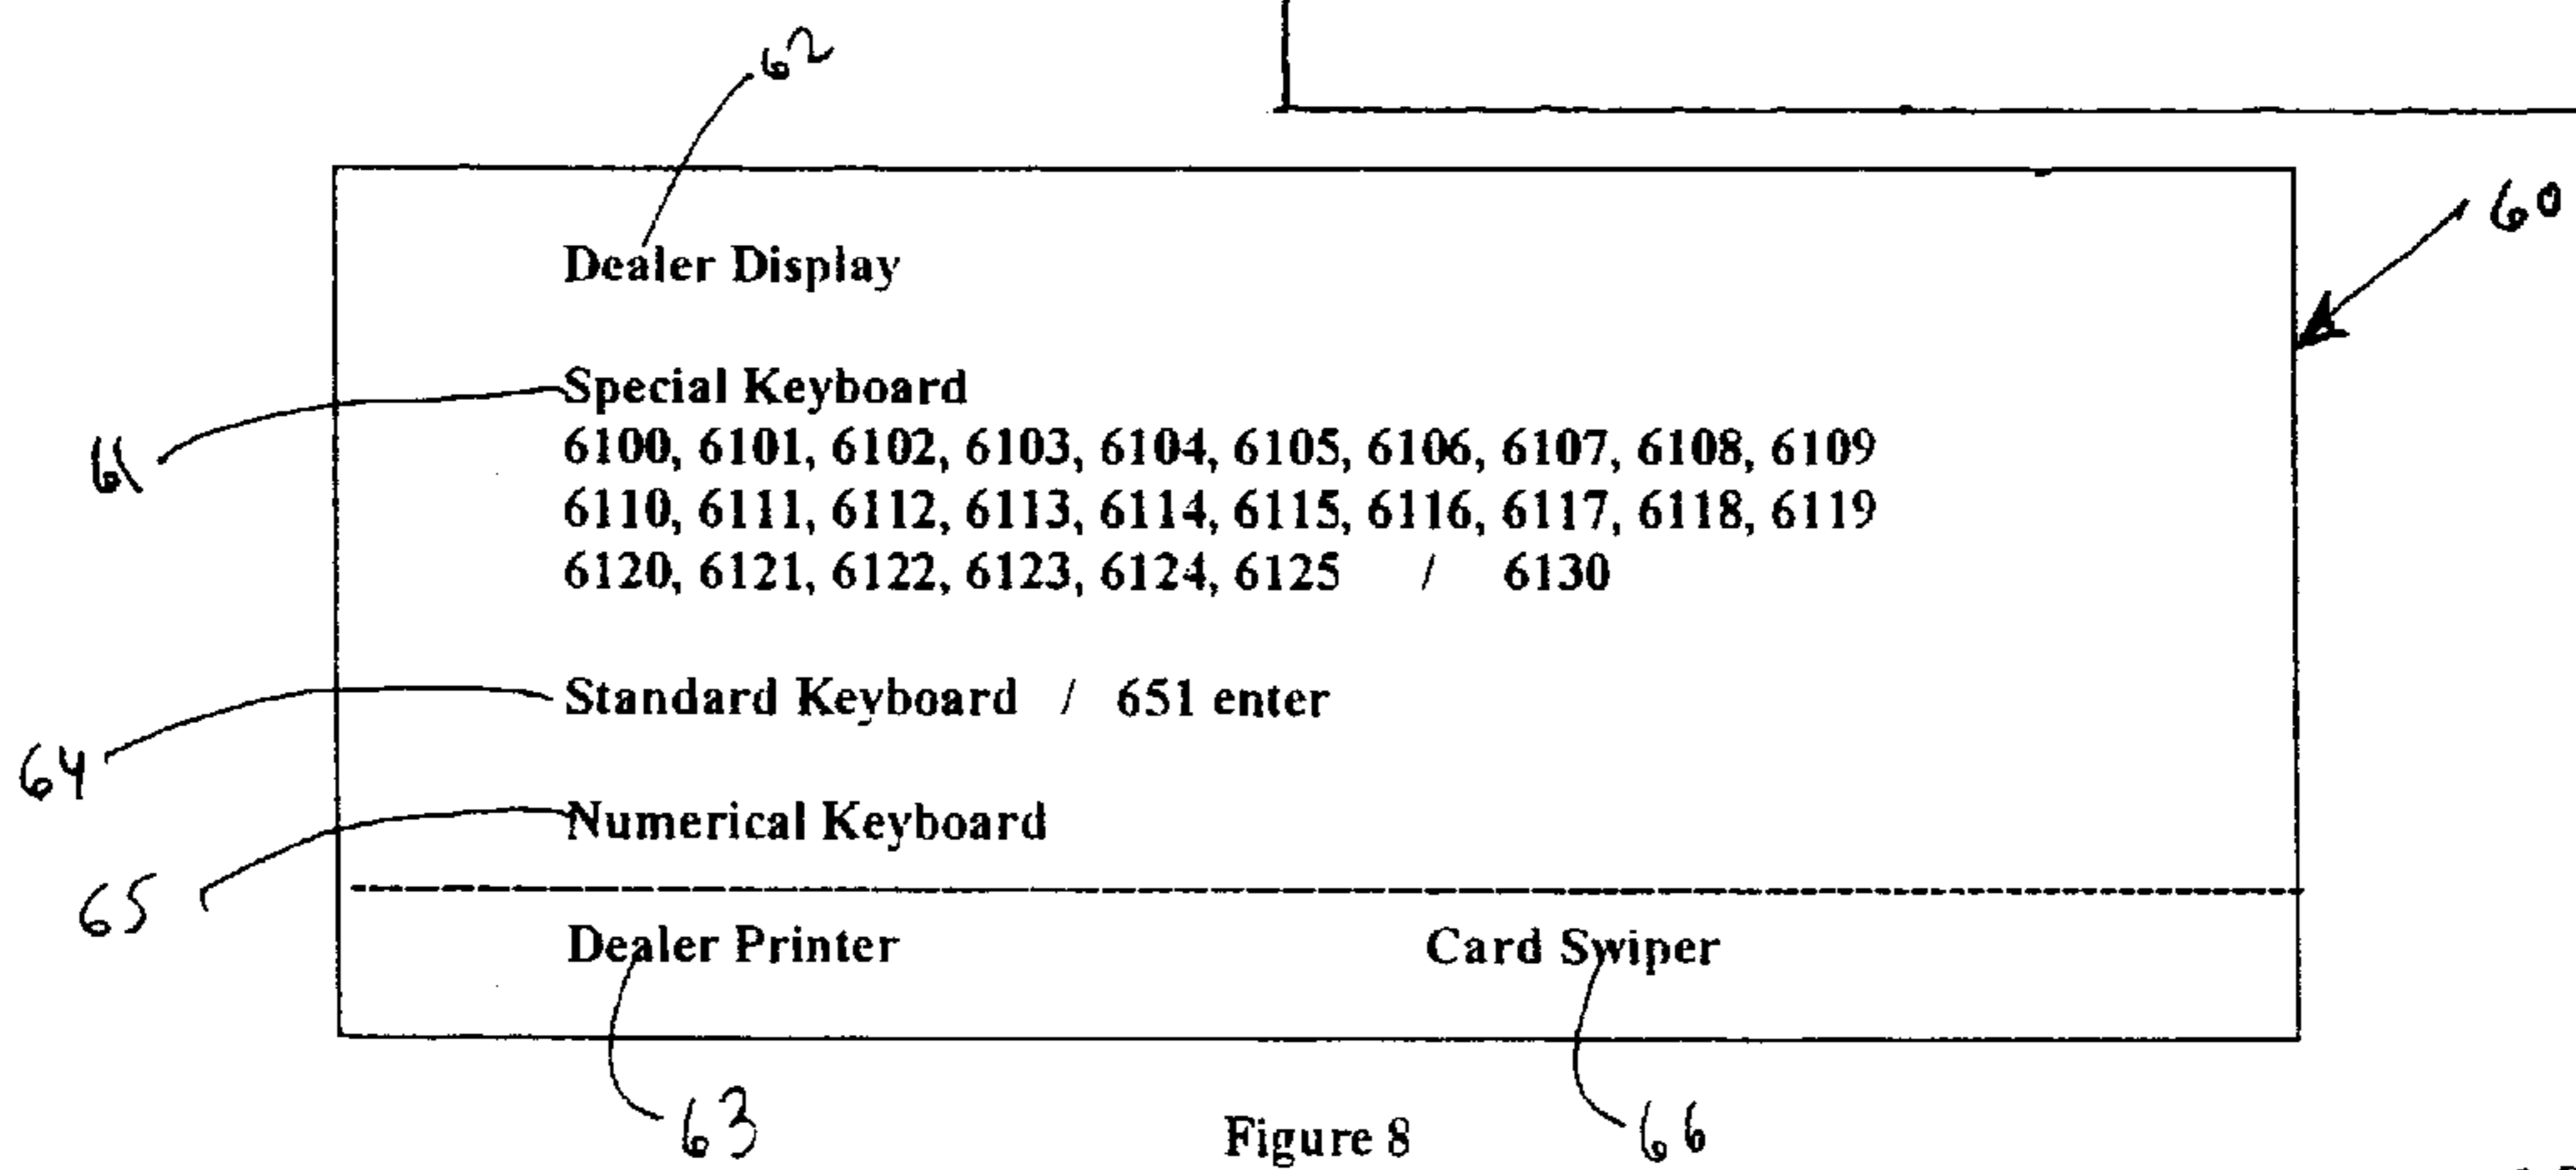 62
60
Dealer Display
Special Keyboard
61
6100, 6101, 6102, 6103, 6104, 6105, 6106, 6107, 6108, 6109
6110, 6111, 6112, 6113, 6114, 6115, 6116, 6117, 6118, 6119
6120, 6121, 6122, 6123, 6124, 6125 / 6130
64
Standard Keyboard / 651 enter
65
Numerical Keyboard
Dealer Printer Card Swiper
63
66
Figure 8